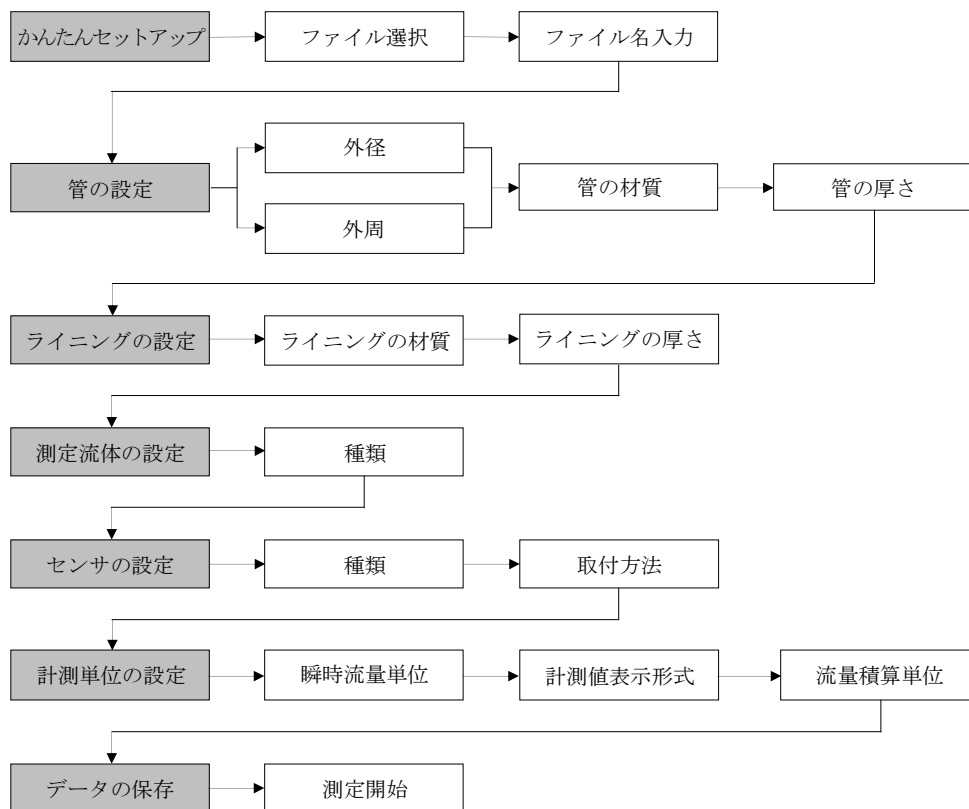 かんたんセットアップ
ファイル選択
ファイル名入力
管の設定
外径
外周
管の材質
管の厚さ
ライニングの設定
ライニングの材質
ライニングの厚さ
測定流体の設定
種類
センサの設定
種類
取付方法
計測単位の設定
瞬時流量単位
計測値表示形式
流量積算単位
データの保存
測定開始